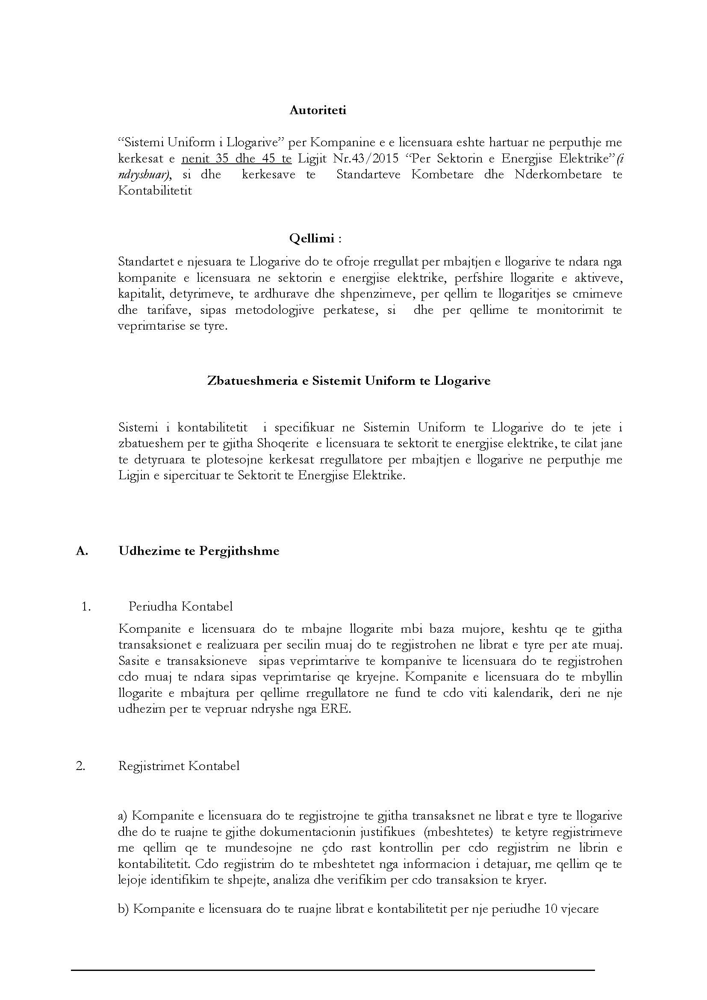 Autoriteti
“Sistemi Uniform i Llogarive” per Kompanine e e licensuara eshte hartuar ne perputhje me
kerkesat e nenit 35 dhe 45 te Ligjit Nr.43/2015 “Per Sektorin e Energjise Elektrike”(i
ndryshuar), si dhe kerkesave te Standarteve Kombetare dhe Nderkombetare te
Kontabilitetit
Qellimi :
Standartet e njesuara te Llogarive do te ofroje rregullat per mbajtjen e llogarive te ndara nga
kompanite e licensuara ne sektorin e energjise elektrike, perfshire llogarite e aktiveve,
kapitalit, detyrimeve, te ardhurave dhe shpenzimeve, per qellim te llogaritjes se cmimeve
dhe tarifave, sipas metodologjive perkatese, si dhe per qellime te monitorimit te
veprimtarise se tyre.
Zbatueshmeria e Sistemit Uniform te Llogarive
Sistemi i kontabilitetit i specifikuar ne Sistemin Uniform te Llogarive do te jete i
zbatueshem per te gjitha Shoqerite e licensuara te sektorit te energjise elektrike, te cilat jane
te detyruara te plotesojne kerkesat rregullatore per mbajtjen e llogarive ne perputhje me
Ligjin e sipercituar te Sektorit te Energjise Elektrike.
A. Udhezime te Pergjithshme
1. Periudha Kontabel
Kompanite e licensuara do te mbajne llogarite mbi baza mujore, keshtu qe te gjitha
transaksionet e realizuara per secilin muaj do te regjistrohen ne librat e tyre per ate muaj.
Sasite e transaksioneve sipas veprimtarive te kompanive te licensuara do te regjistrohen
cdo muaj te ndara sipas veprimtarise qe kryejne. Kompanite e licensuara do te mbyllin
llogarite e mbajtura per qellime rregullatore ne fund te cdo viti kalendarik, deri ne nje
udhezim per te vepruar ndryshe nga ERE.
2. Regjistrimet Kontabel
a) Kompanite e licensuara do te regjistrojne te gjitha transaksnet ne librat e tyre te llogarive
dhe do te ruajne te gjithe dokumentacionin justifikues (mbeshtetes) te ketyre regjistrimeve
me qellim qe te mundesojne ne çdo rast kontrollin per cdo regjistrim ne librin e
kontabilitetit. Cdo regjistrim do te mbeshtetet nga informacion i detajuar, me qellim qe te
lejoje identifikim te shpejte, analiza dhe verifikim per cdo transaksion te kryer.
b) Kompanite e licensuara do te ruajne librat e kontabilitetit per nje periudhe 10 vjecare